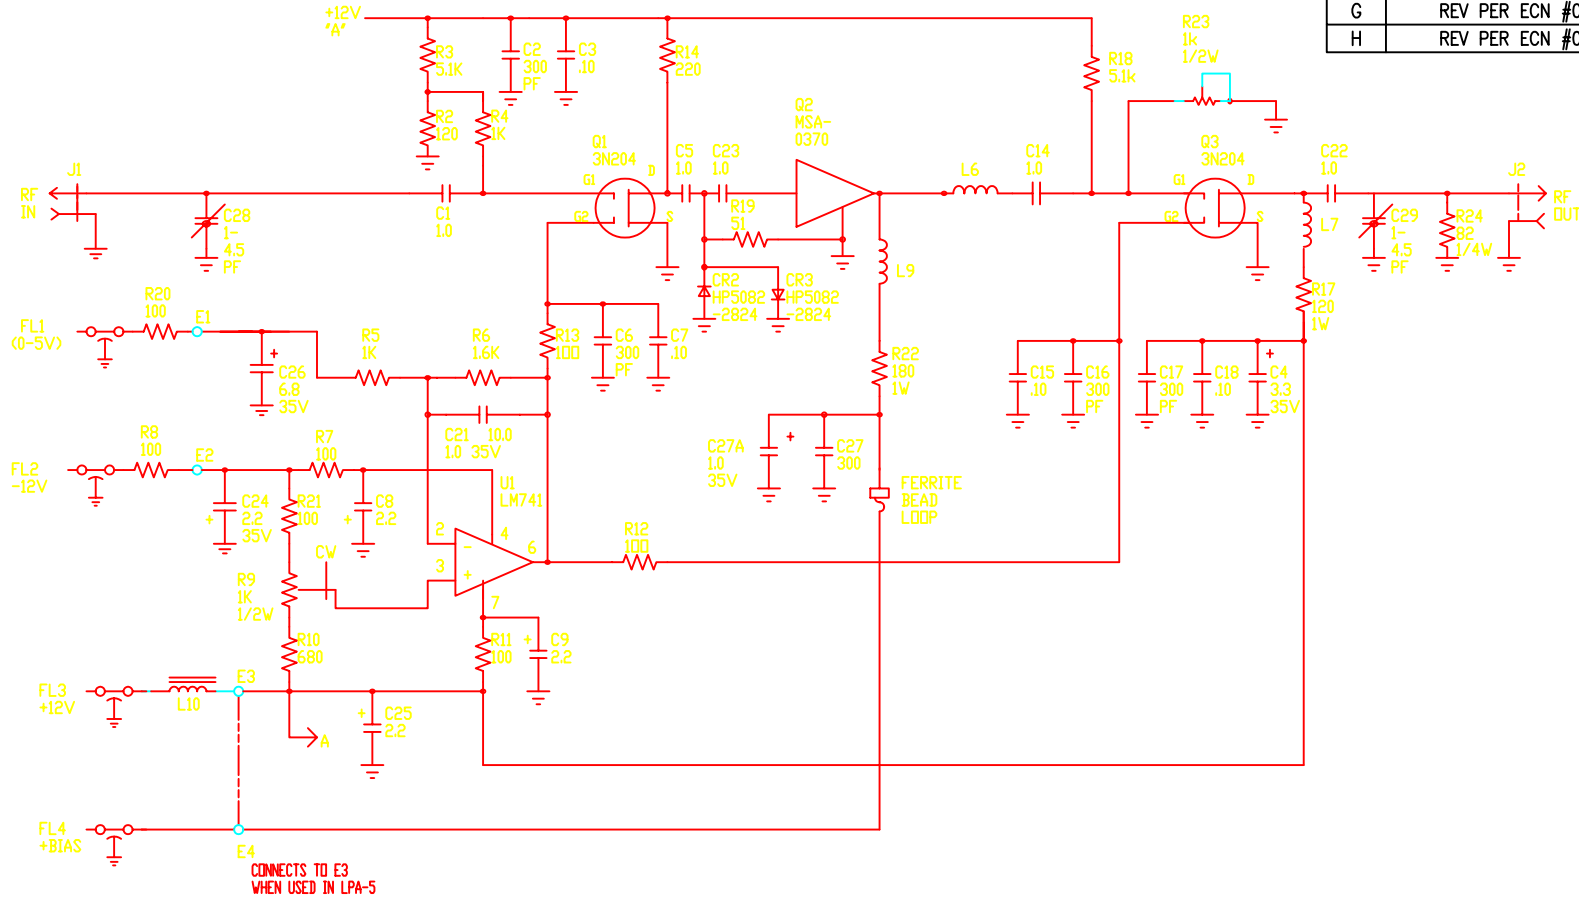 +12V
"A"
G REV PER ECN #0
H REV PER ECN #0
R3
5.1K
C2
300
PF
C3
.10
R14
220
R18
5.1k
R23
1k
1/2W
R2
120
R4
1K
Q1
3N204
C5
1.0
C23
1.0
Q2
MSA-
0370
L6
C14
1.0
Q3
3N204
C22
1.0
J1
RF
IN
C28
1-
4.5
PF
C1
1.0
G1
D
G2
S
R19
51
G1
D
G2
S
L7
C29
1-
4.5
PF
R24
82
1/4W
J2
RF
OUT
L9
CR2
HP5082
-2824
CR3
HP5082
-2824
R17
120
1W
FL1
(0-5V)
R20
100
E1
C26
6.8
35V
R5
1K
R6
1.6K
R13
100
C6
300
PF
C7
.10
R22
180
1W
C15
.10
C16
300
PF
C17
300
PF
C18
.10
C4
3.3
35V
C21 10.0
1.0 35V
C27A
1.0
35V
C27
300
FL2
-12V
R8
100
E2
R7
100
C24
2.2
35V
R21
100
C8
2.2
U1
LM741
2
3
4
6
7
FERRITE
BEAD
LOOP
R12
100
CW
R9
1K
1/2W
R10
680
R11
100
C9
2.2
FL3
+12V
L10
E3
C25
2.2
A
FL4
+BIAS
E4
CONNECTS TO E3
WHEN USED IN LPA-5